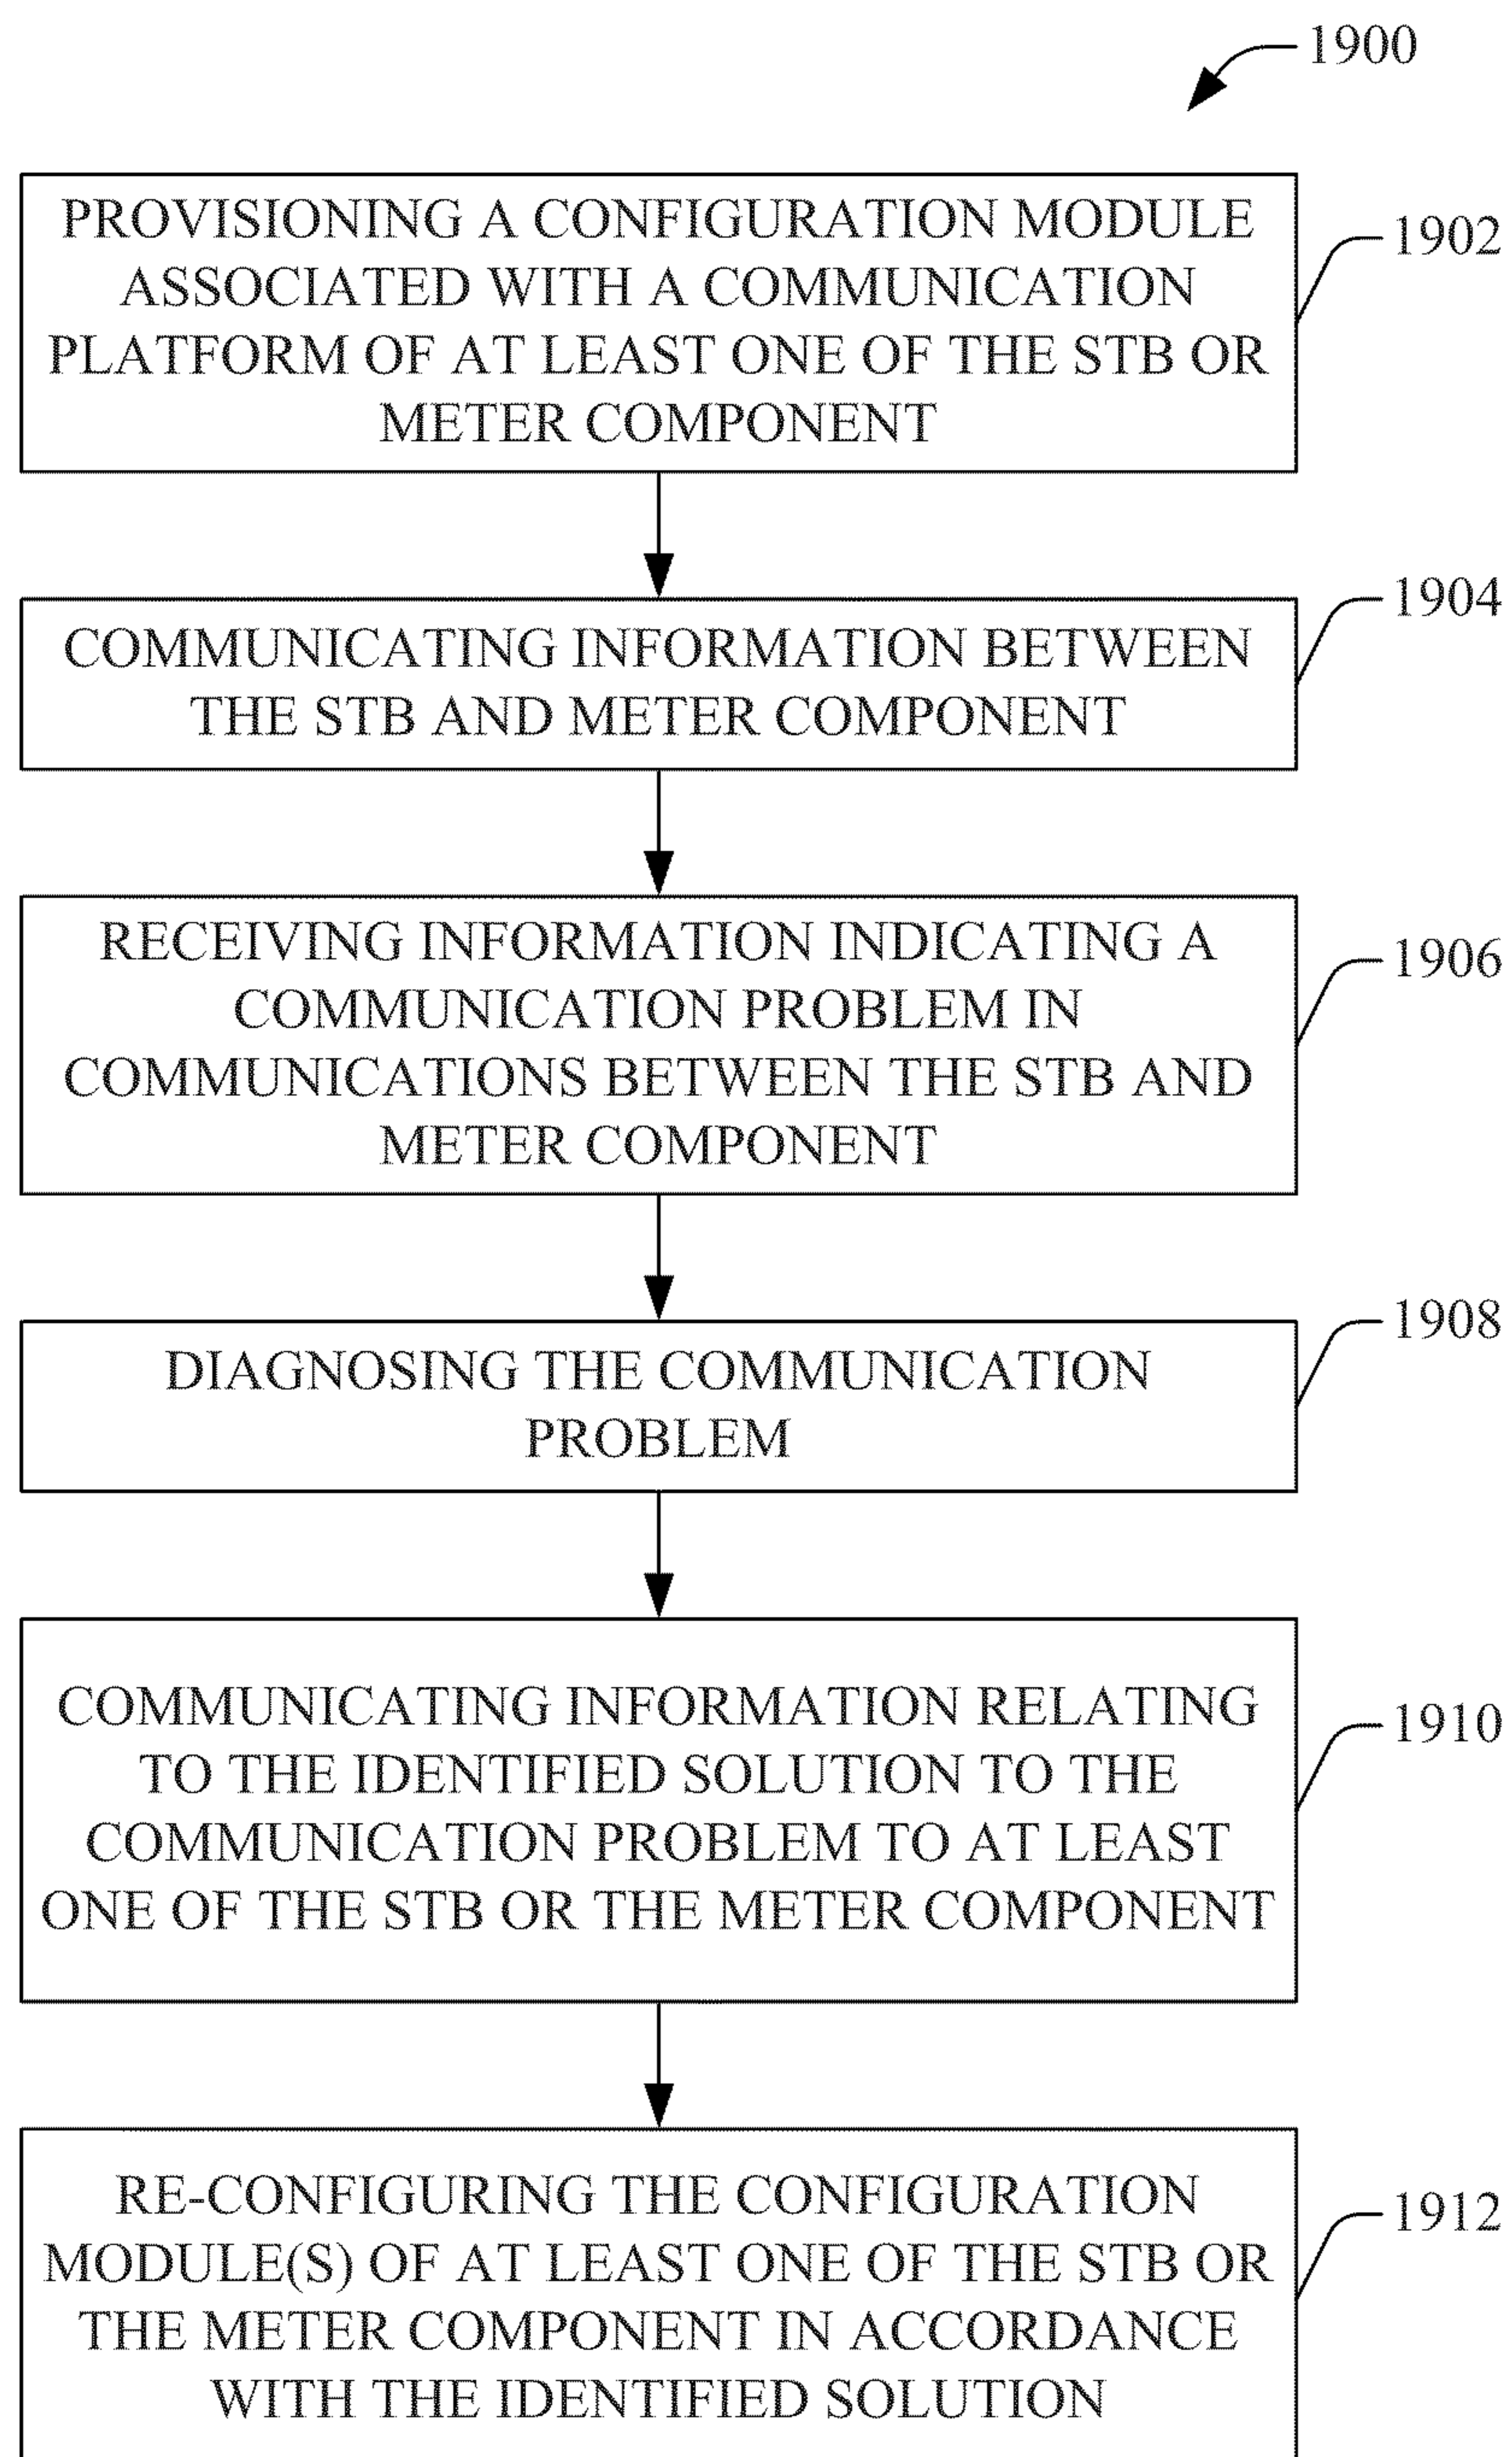 1900
PROVISIONING A CONFIGURATION MODULE
ASSOCIATED WITH A COMMUNICATION
PLATFORM OF AT LEAST ONE OF THE STB OR
METER COMPONENT
1902
COMMUNICATING INFORMATION BETWEEN
THE STB AND METER COMPONENT
1904
RECEIVING INFORMATION INDICATING A
COMMUNICATION PROBLEM IN
COMMUNICATIONS BETWEEN THE STB AND
METER COMPONENT
1906
DIAGNOSING THE COMMUNICATION
PROBLEM
1908
COMMUNICATING INFORMATION RELATING
TO THE IDENTIFIED SOLUTION TO THE
COMMUNICATION PROBLEM TO AT LEAST
ONE OF THE STB OR THE METER COMPONENT
1910
RE-CONFIGURING THE CONFIGURATION
MODULE(S) OF AT LEAST ONE OF THE STB OR
THE METER COMPONENT IN ACCORDANCE
WITH THE IDENTIFIED SOLUTION
1912